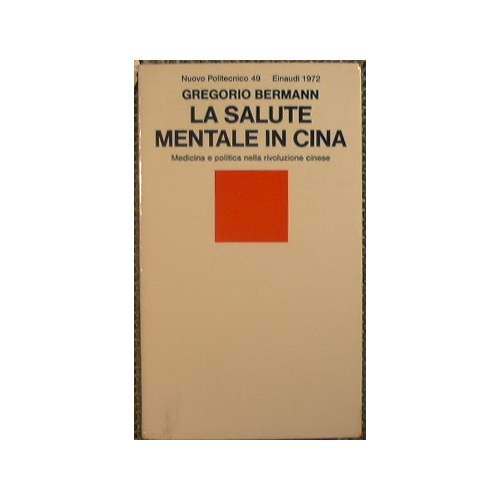 Nuovo Politecnico 49 Einaudi 1972
GREGORIO BERMANN
LA SALUTE
MENTALE IN CINA
Medicina e politica nella rivoluzione cinese